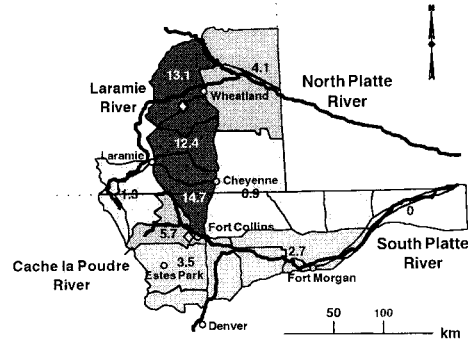 13.1
4.1
Laramie
River
Wheatland
North Platte
River
12.4
Laramie
Cheyenne
14.7
0.9
0
5.7
Fort Collins
2.7
South Platte
River
Cache la Poudre
River
3.5
Estes Park
Fort Morgan
Denver
0
50
100
km